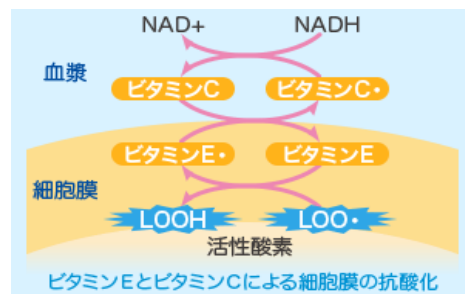 NAD+ NADH
血漿
ビタミンC ビタミンC・
ビタミンE・ ビタミンE
細胞膜
LOOH LOO・
活性酸素
ビタミンEとビタミンCによる細胞膜の抗酸化